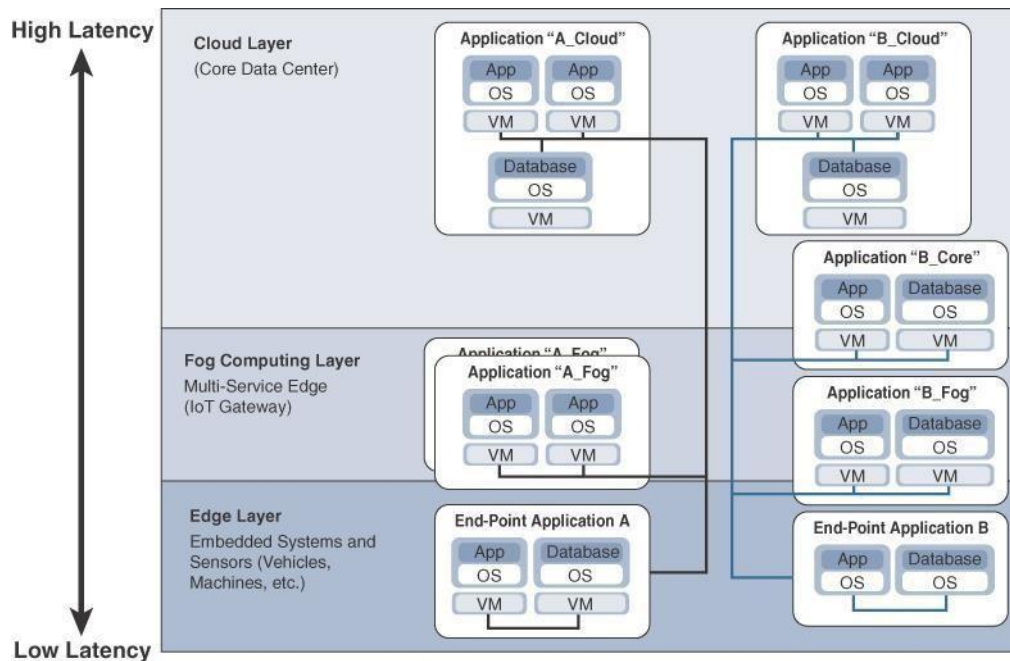 High Latency
Cloud Layer
(Core Data Center)
Application “A_Cloud”
App App
OS OS
VM VM
Database
OS
VM
Application “B_Cloud”
App App
OS OS
VM VM
Database
OS
VM
Application “B_Core”
App Database
OS OS
VM VM
Fog Computing Layer
Multi-Service Edge
(IoT Gateway)
Application “A_Fog”
Application “A_Fog”
App App
OS OS
VM VM
Application “B_Fog”
App Database
OS OS
VM VM
Edge Layer
Embedded Systems and
Sensors (Vehicles,
Machines, etc.)
End-Point Application A
App Database
OS OS
VM VM
End-Point Application B
App Database
OS OS
Low Latency